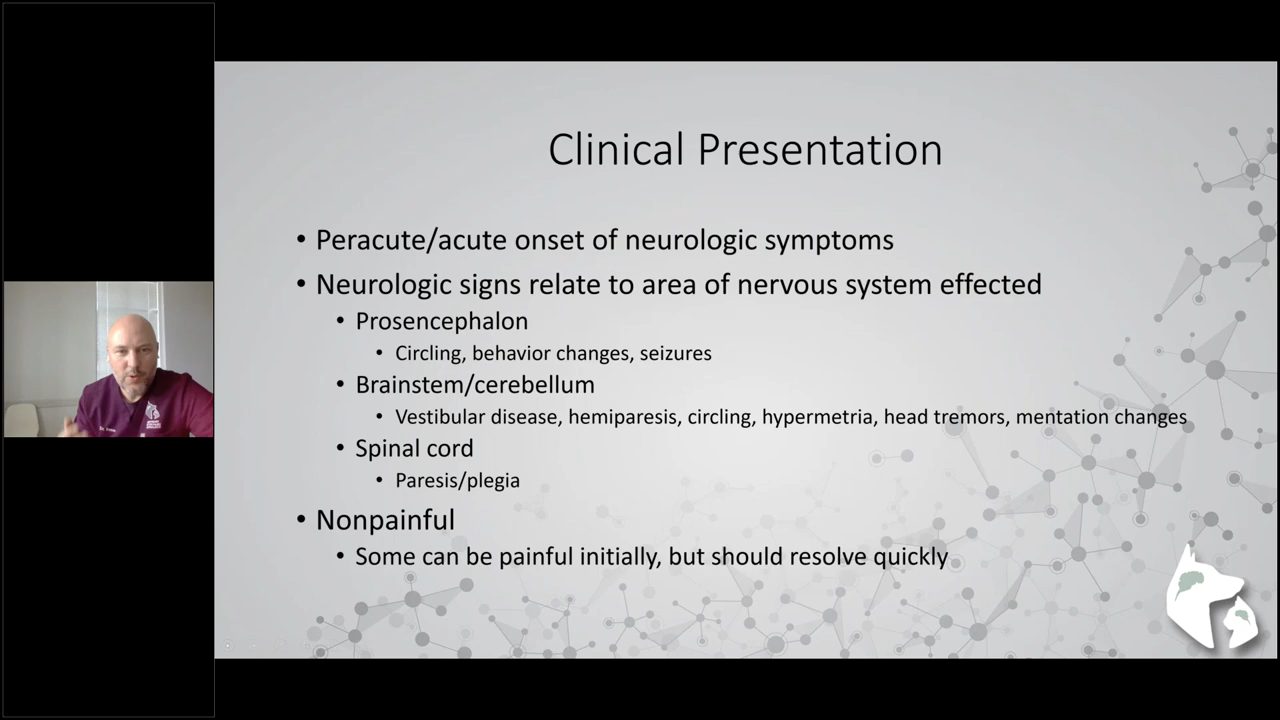 Clinical Presentation
• Peracute/acute onset of neurologic symptoms
• Neurologic signs relate to area of nervous system effected
• Prosencephalon
• Circling, behavior changes, seizures
• Brainstem/cerebellum
• Vestibular disease, hemiparesis, circling, hypermetria, head tremors, mentation changes
• Spinal cord
• Paresis/plegia
• Nonpainful
• Some can be painful initially, but should resolve quickly